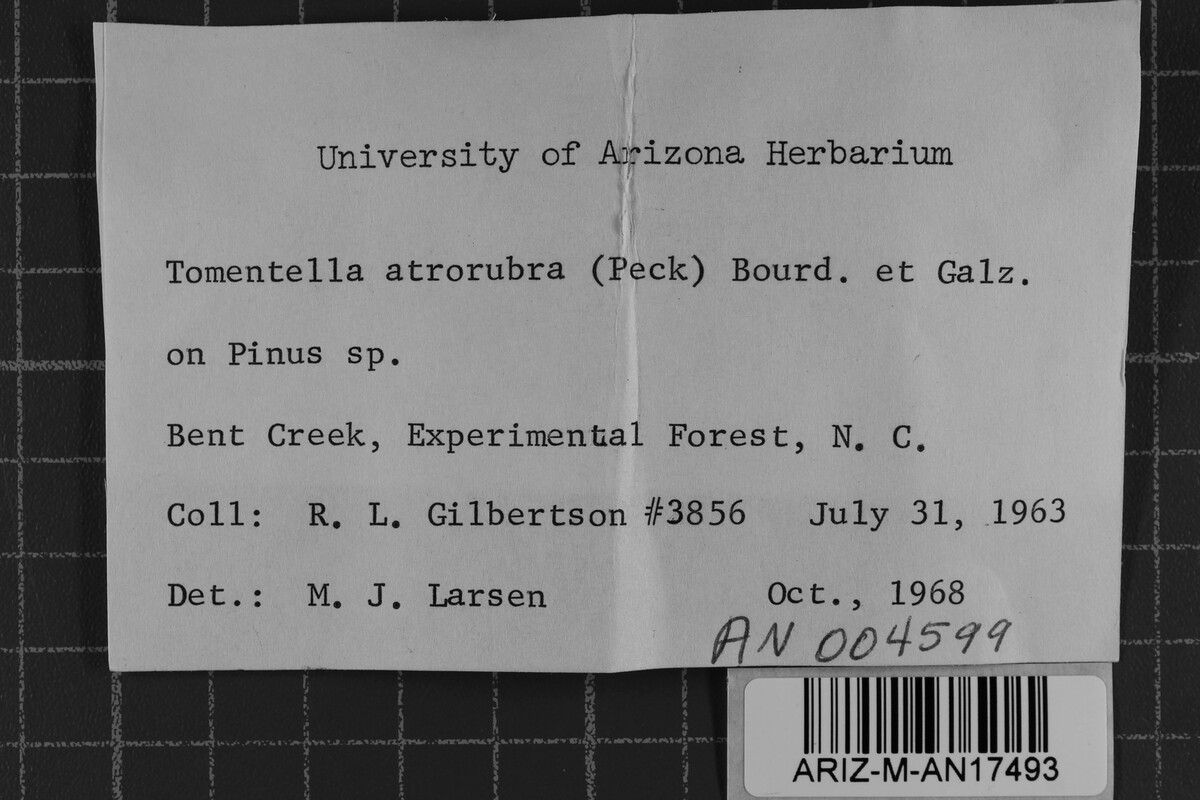 University of Arizona Herbarium
Tomentella atrorubra (Peck) Bourd. et Galz.
on Pinus sp.
Bent Creek, Experimental Forest, N. C.
Coll: R. L. Gilbertson #3856 July 31, 1963
Det.: M. J. Larsen Oct., 1968
AN 004599
ARIZ-M-AN17493